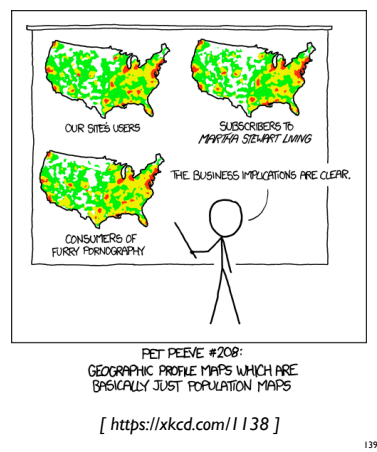 OUR SITE'S USERS
SUBSCRIBERS TO
MARTHA STEWART LIVING
THE BUSINESS IMPLICATIONS ARE CLEAR.
CONSUMERS OF
FURRY PORNOGRAPHY
PET PEEVE #208:
GEOGRAPHIC PROFILE MAPS WHICH ARE
BASICALLY JUST POPULATION MAPS
[ https://xkcd.com/1138 ]
139